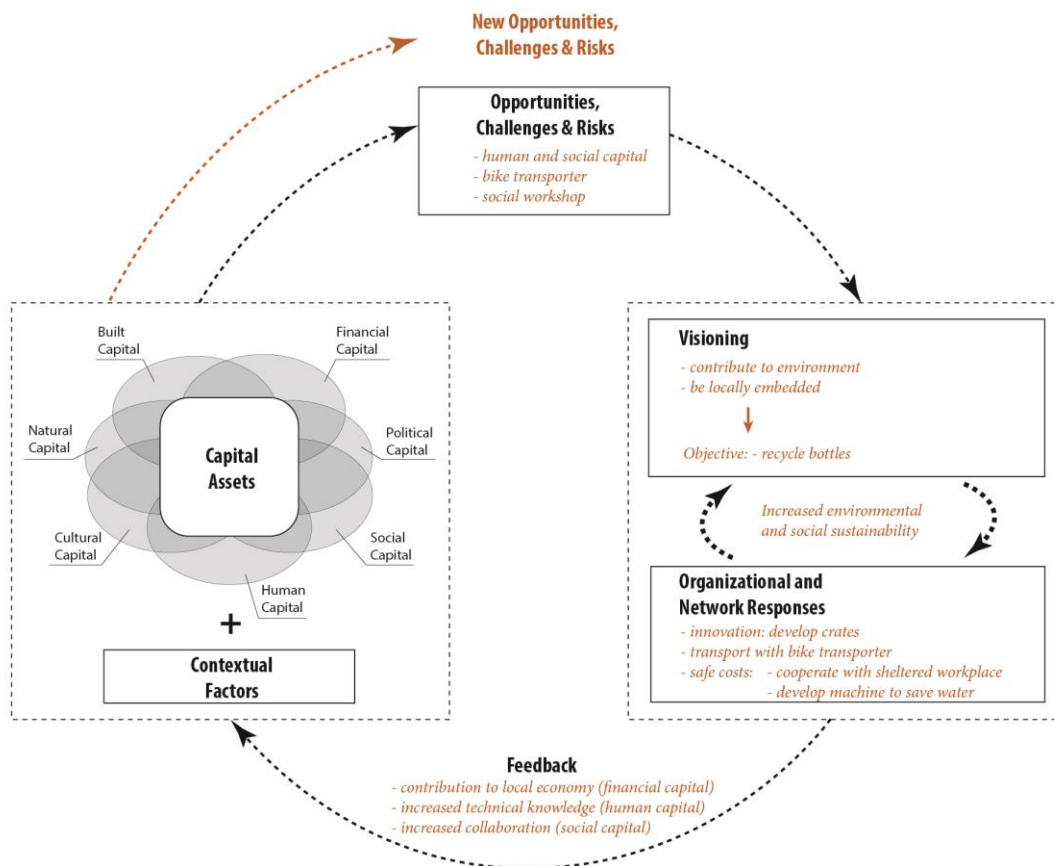 New Opportunities,
Challenges & Risks
Opportunities,
Challenges & Risks
- human and social capital
- bike transporter
- social workshop
Built
Capital
Financial
Capital
Natural
Capital
Political
Capital
Capital
Assets
Cultural
Capital
Social
Capital
Human
Capital
+
Contextual
Factors
Visioning
- contribute to environment
- be locally embedded
Objective: - recycle bottles
Increased environmental
and social sustainability
Organizational and
Network Responses
- innovation: develop crates
- transport with bike transporter
- safe costs: - cooperate with sheltered workplace
- develop machine to save water
Feedback
- contribution to local economy (financial capital)
- increased technical knowledge (human capital)
- increased collaboration (social capital)